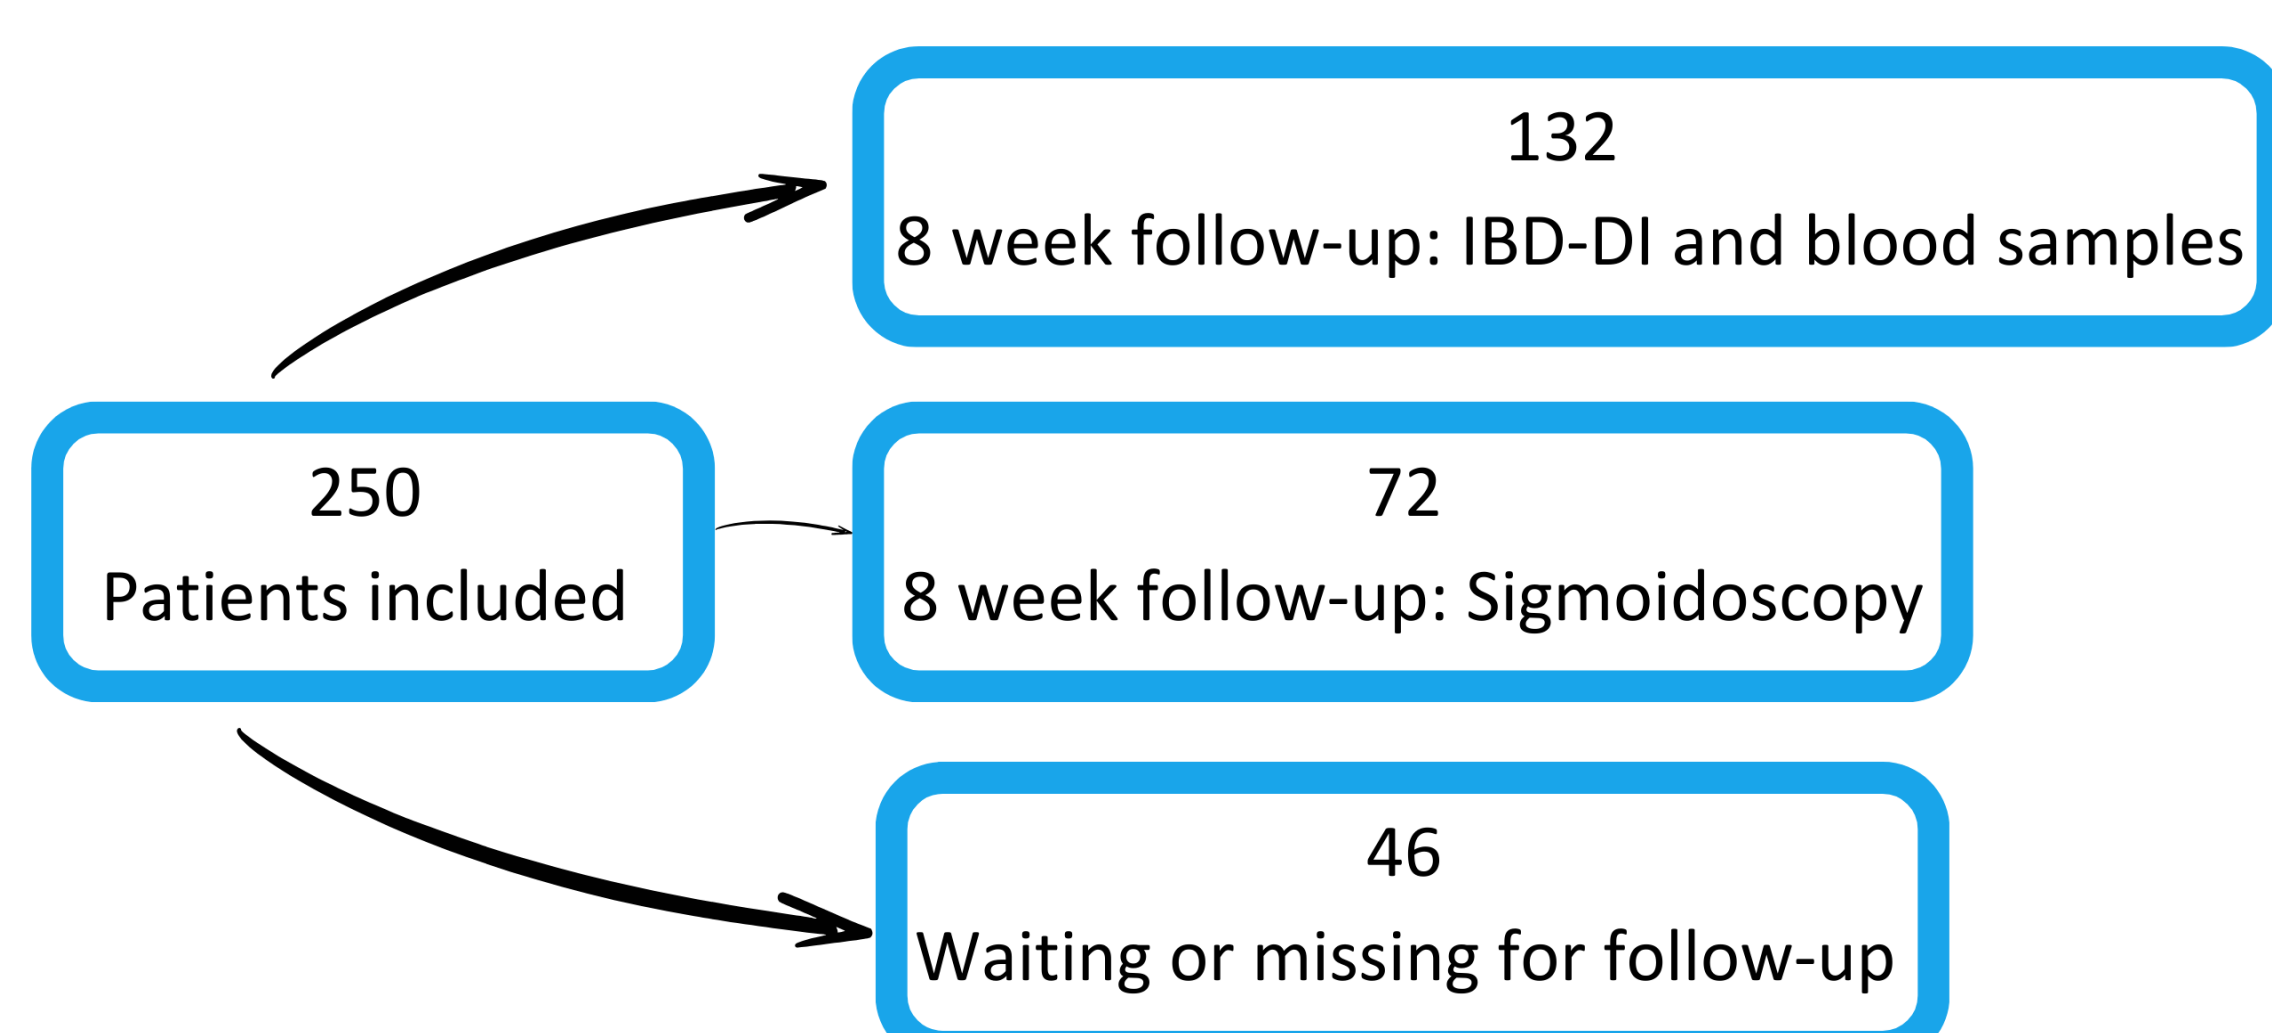 132
8 week follow-up: IBD-DI and blood samples
250
Patients included
72
8 week follow-up: Sigmoidoscopy
46
Waiting or missing for follow-up